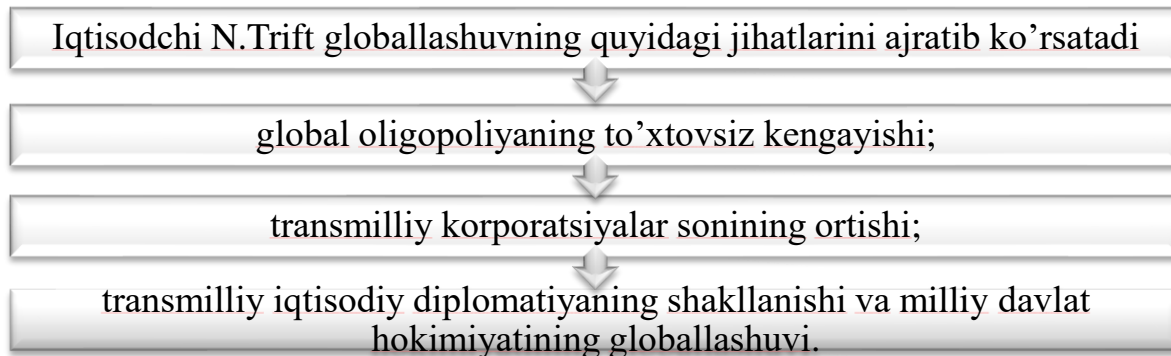 Iqtisodchi N.Trift globallashuvning quyidagi jihatlarini ajratib ko’rsatadi
global oligopoliyaning to’xtovsiz kengayishi;
transmilliy korporatsiyalar sonining ortishi;
transmilliy iqtisodiy diplomatiyaning shakllanishi va milliy davlat
hokimiyatining globallashuvi.